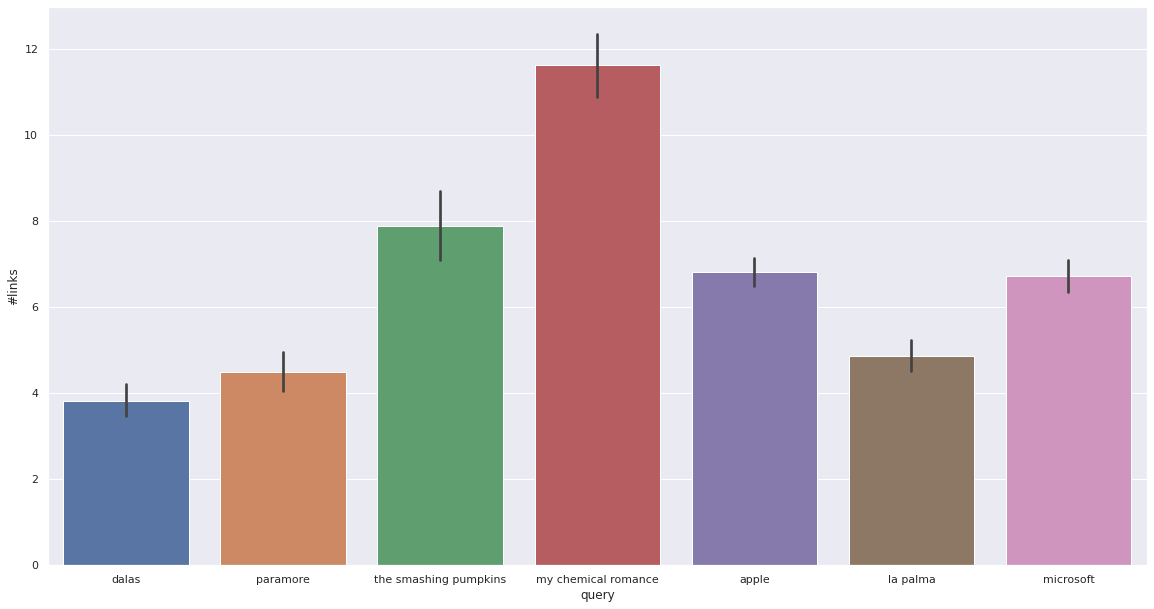 12
10
8
6
4
2
0
#links
dalas
paramore
the smashing pumpkins
my chemical romance
apple
la palma
microsoft
query